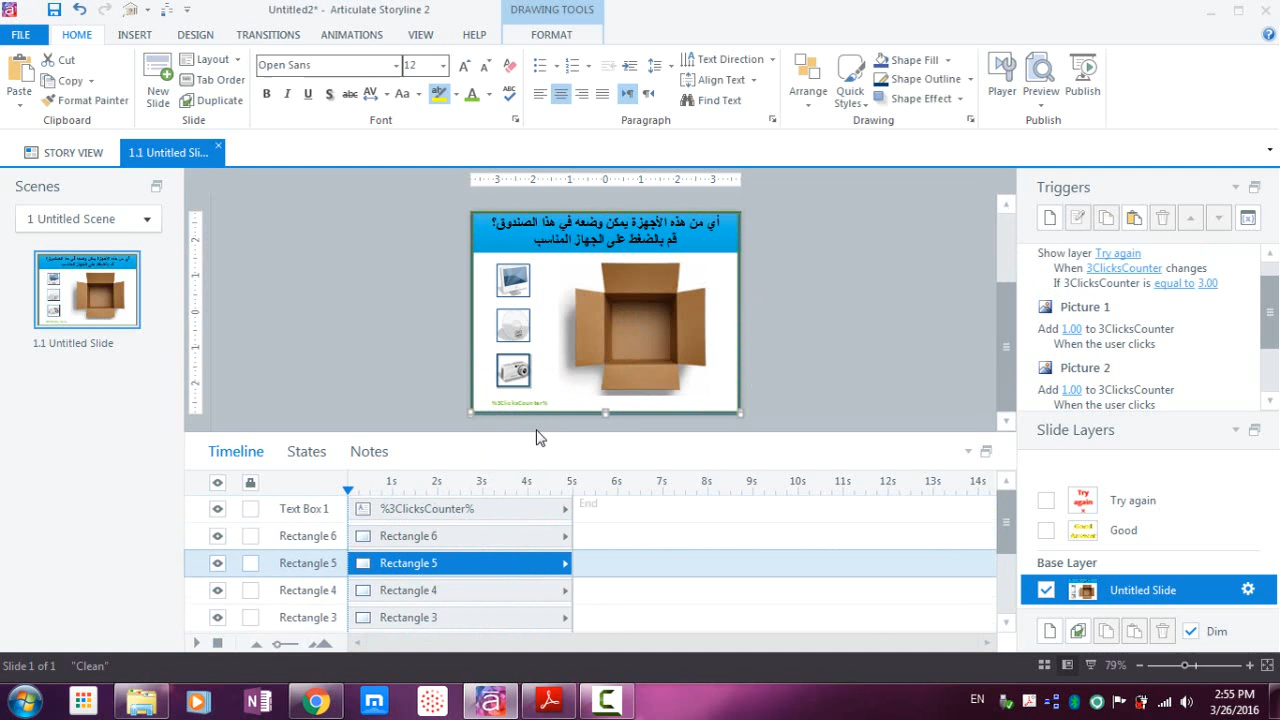 Untitled2* - Articulate Storyline 2
DRAWING TOOLS
FILE HOME INSERT DESIGN TRANSITIONS ANIMATIONS VIEW HELP FORMAT
Paste
Cut
Copy
Format Painter
Clipboard
New Slide
Layout
Tab Order
Duplicate
Slide
Open Sans 12
Font
Text Direction
Align Text
Find Text
Paragraph
Arrange
Quick Styles
Shape Fill
Shape Outline
Shape Effect
Drawing
Player
Preview
Publish
Publish
STORY VIEW
1.1 Untitled Sli...
Scenes
1 Untitled Scene
1.1 Untitled Slide
أي من هذه الأجهزة يمكن وضعه في هذا الصندوق؟
قم بالضغط على الجهاز المناسب
%3ClicksCounter%
Triggers
Show layer Try again
When 3ClicksCounter changes
If 3ClicksCounter is equal to 3.00
Picture 1
Add 1.00 to 3ClicksCounter
When the user clicks
Picture 2
Add 1.00 to 3ClicksCounter
When the user clicks
Slide Layers
Try again
Try again
Good
Base Layer
Untitled Slide
Dim
Timeline States Notes
1s 2s 3s 4s 5s 6s 7s 8s 9s 10s 11s 12s 13s 14s
End
Text Box 1 %3ClicksCounter%
Rectangle 6 Rectangle 6
Rectangle 5 Rectangle 5
Rectangle 4 Rectangle 4
Rectangle 3 Rectangle 3
Slide 1 of 1 "Clean" 79%
EN
2:55 PM
3/26/2016